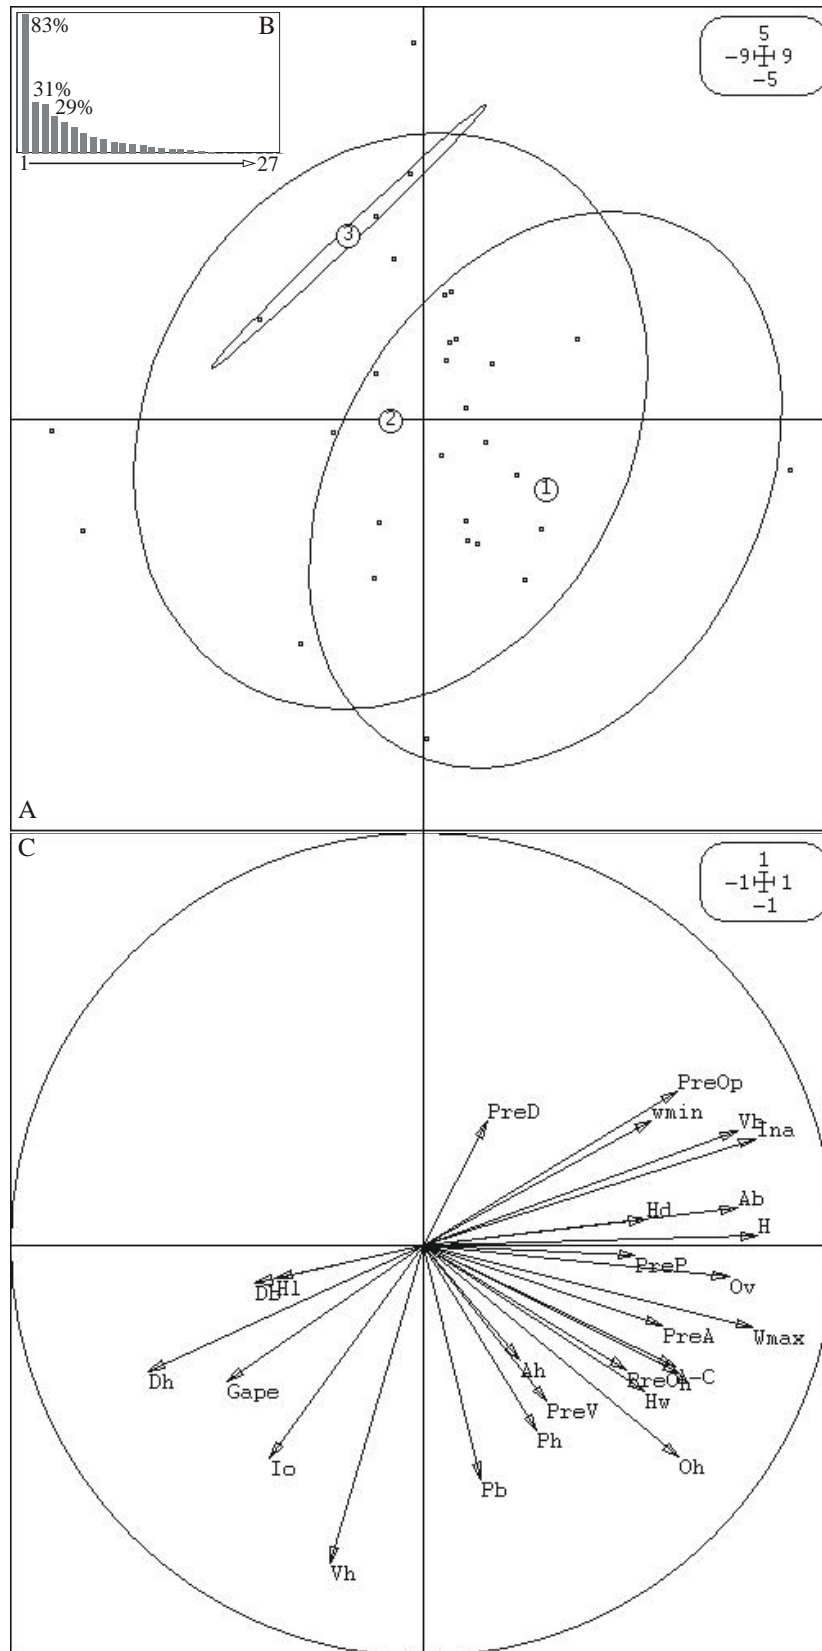 83%
B
31%
29%
1
27
5
−9 9
−5
3
2
1
A
C
1
−1 1
−1
PreOp
PreD
wmin
Vb
Ina
Ab
Hd
H
PreP
Ov
Db
Hl
PreA
Wmax
Dh
Gape
Ah
PreOh
-C
Hw
PreV
Ph
Io
Oh
Pb
Vh